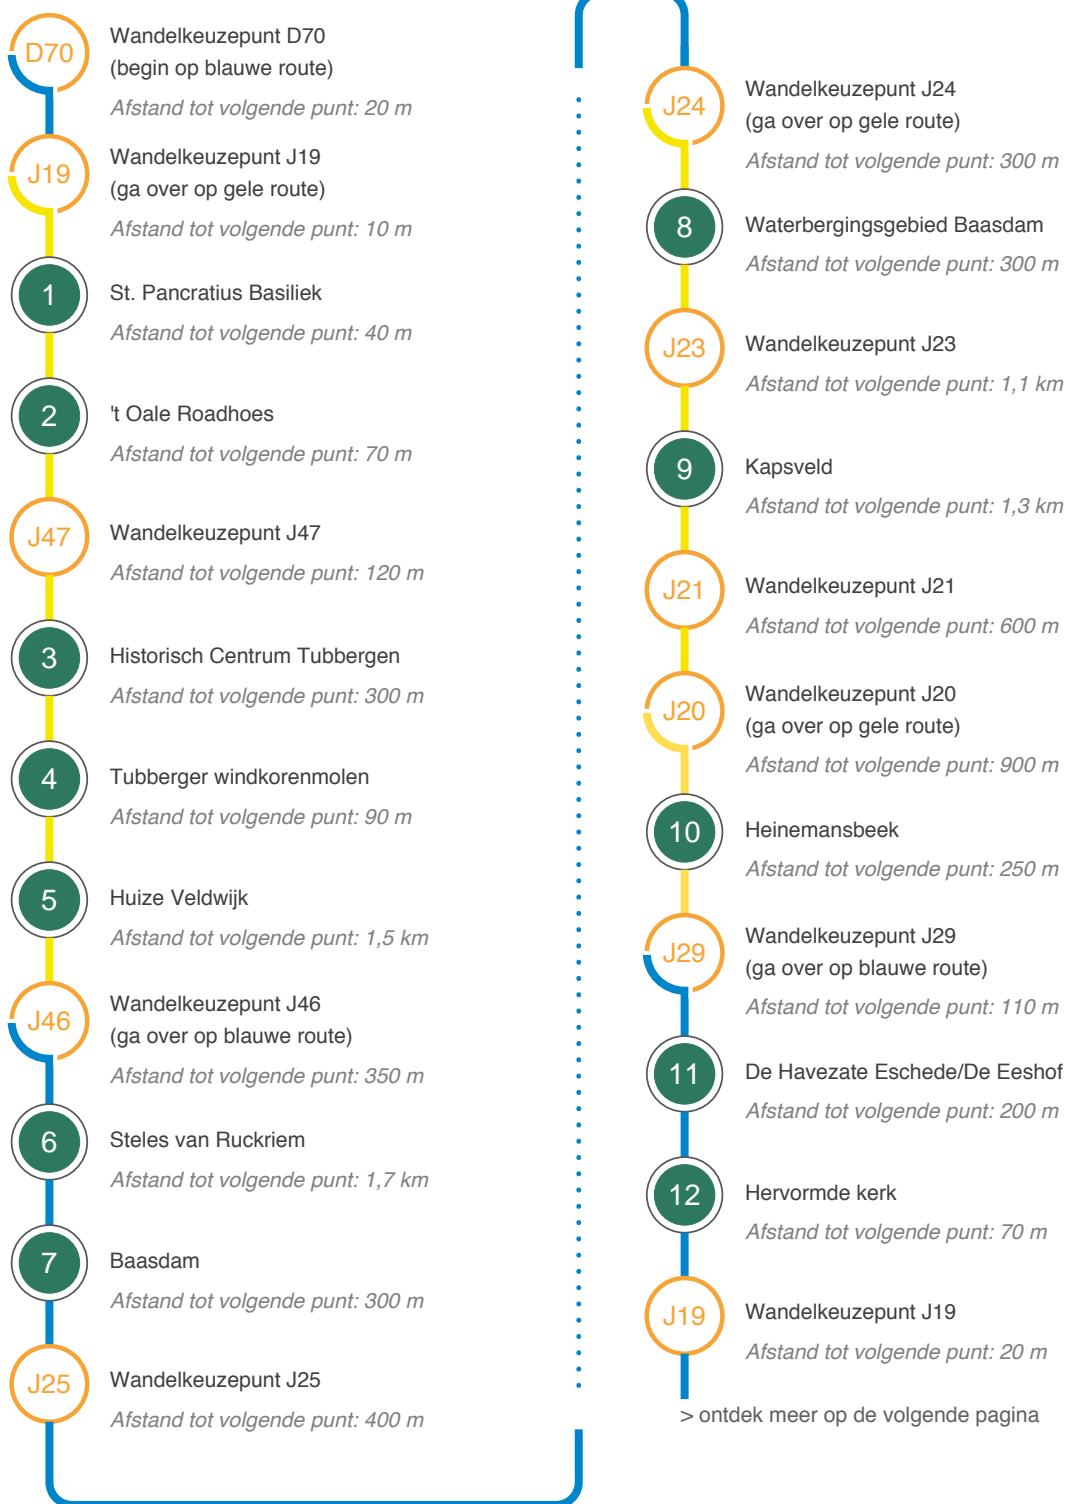 D70
Wandelkeuzepunt D70
(begin op blauwe route)
Afstand tot volgende punt: 20 m
J19
Wandelkeuzepunt J19
(ga over op gele route)
Afstand tot volgende punt: 10 m
1
St. Pancratius Basiliek
Afstand tot volgende punt: 40 m
2
't Oale Roadhoes
Afstand tot volgende punt: 70 m
J47
Wandelkeuzepunt J47
Afstand tot volgende punt: 120 m
3
Historisch Centrum Tubbergen
Afstand tot volgende punt: 300 m
4
Tubberger windkorenmolen
Afstand tot volgende punt: 90 m
5
Huize Veldwijk
Afstand tot volgende punt: 1,5 km
J46
Wandelkeuzepunt J46
(ga over op blauwe route)
Afstand tot volgende punt: 350 m
6
Steles van Ruckriem
Afstand tot volgende punt: 1,7 km
7
Baasdam
Afstand tot volgende punt: 300 m
J25
Wandelkeuzepunt J25
Afstand tot volgende punt: 400 m
J24
Wandelkeuzepunt J24
(ga over op gele route)
Afstand tot volgende punt: 300 m
8
Waterbergingsgebied Baasdam
Afstand tot volgende punt: 300 m
J23
Wandelkeuzepunt J23
Afstand tot volgende punt: 1,1 km
9
Kapsveld
Afstand tot volgende punt: 1,3 km
J21
Wandelkeuzepunt J21
Afstand tot volgende punt: 600 m
J20
Wandelkeuzepunt J20
(ga over op gele route)
Afstand tot volgende punt: 900 m
10
Heinemansbeek
Afstand tot volgende punt: 250 m
J29
Wandelkeuzepunt J29
(ga over op blauwe route)
Afstand tot volgende punt: 110 m
11
De Havezate Eschede/De Eeshof
Afstand tot volgende punt: 200 m
12
Hervormde kerk
Afstand tot volgende punt: 70 m
J19
Wandelkeuzepunt J19
Afstand tot volgende punt: 20 m
> ontdek meer op de volgende pagina